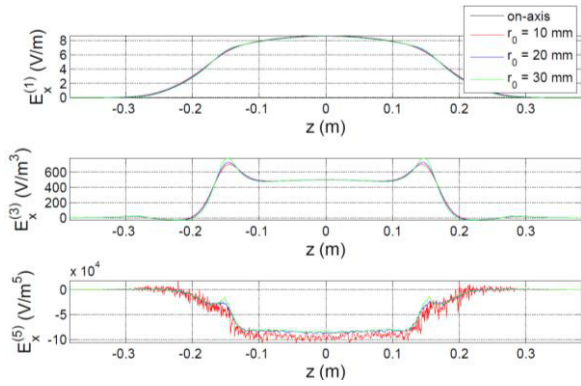 on-axis
r0 = 10 mm
r0 = 20 mm
r0 = 30 mm
Ex(1) (V/m)
8
6
4
2
0
-0.3 -0.2 -0.1 0 0.1 0.2 0.3
z (m)
Ex(3) (V/m3)
600
400
200
0
-0.3 -0.2 -0.1 0 0.1 0.2 0.3
z (m)
x 10^4
Ex(5) (V/m5)
0
-5
-10
-0.3 -0.2 -0.1 0 0.1 0.2 0.3
z (m)